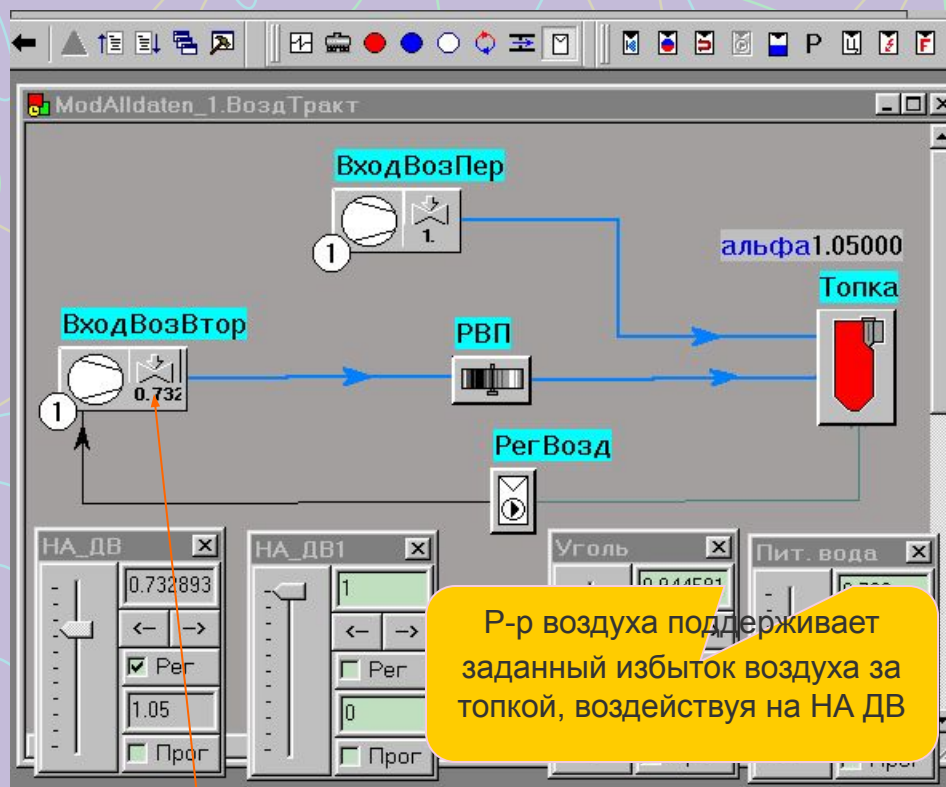 Р Ц F
ModAlldaten_1.ВоздТракт
ВходВозПер
1.
1
альфа1.05000
Топка
ВходВозВтор
РВП
0.732
1
РегВозд
НА_ДВ
0.732893
<- ->
Рег
1.05
Прог
НА_ДВ1
1
<- ->
Рег
0
Прог
Уголь
Пит. вода
Р-р воздуха поддерживает
заданный избыток воздуха за
топкой, воздействуя на НА ДВ